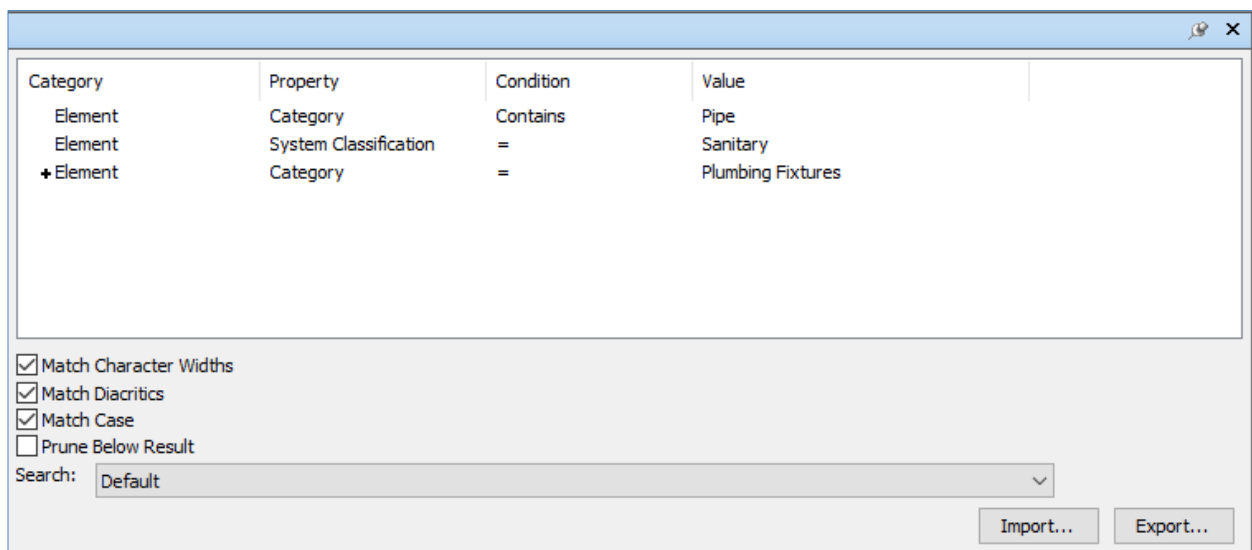 Category Property Condition Value
Element Category Contains Pipe
Element System Classification = Sanitary
+Element Category = Plumbing Fixtures
Match Character Widths
Match Diacritics
Match Case
Prune Below Result
Search: Default
Import... Export...